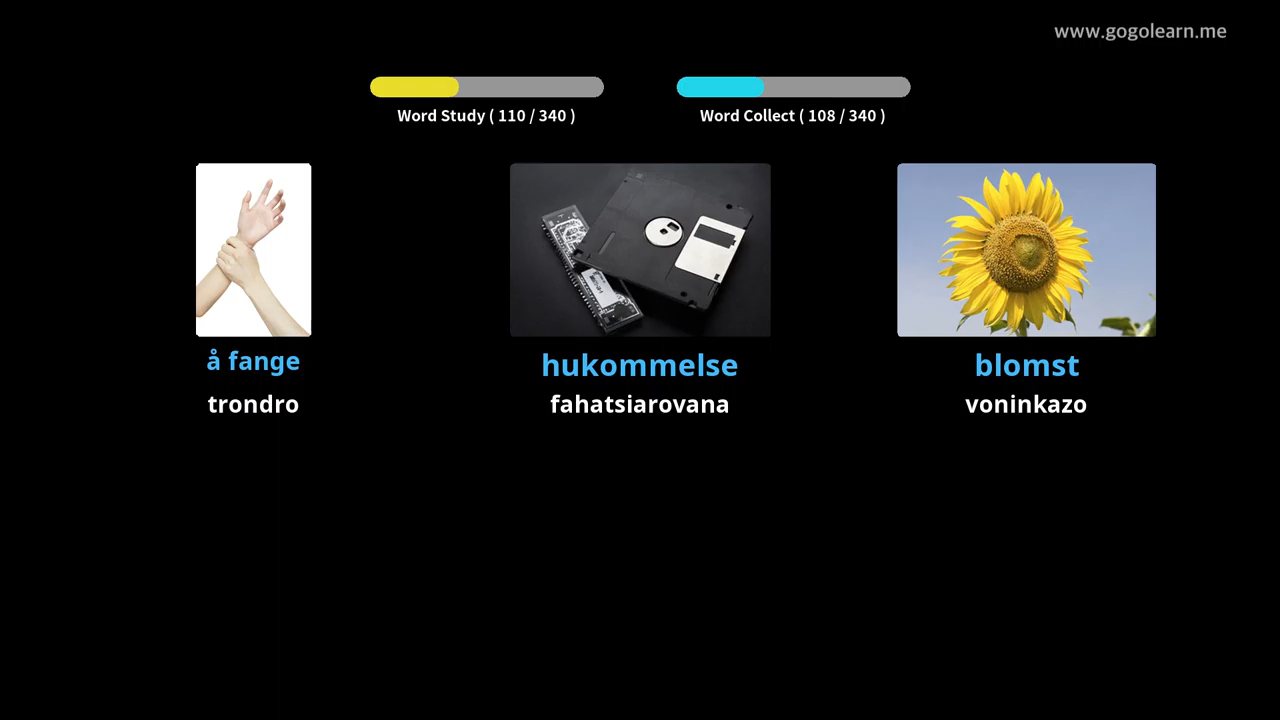 www.gogolearn.me
Word Study ( 110 / 340 )
Word Collect ( 108 / 340 )
å fange
trondro
hukommelse
fahatsiarovana
blomst
voninkazo